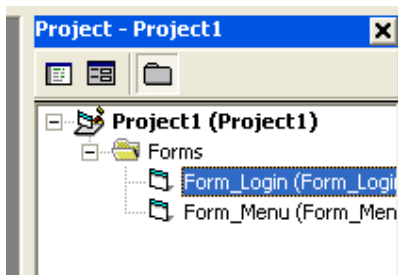 Project - Project1
Project1 (Project1)
Forms
Form_Login (Form_Logi
Form_Menu (Form_Men